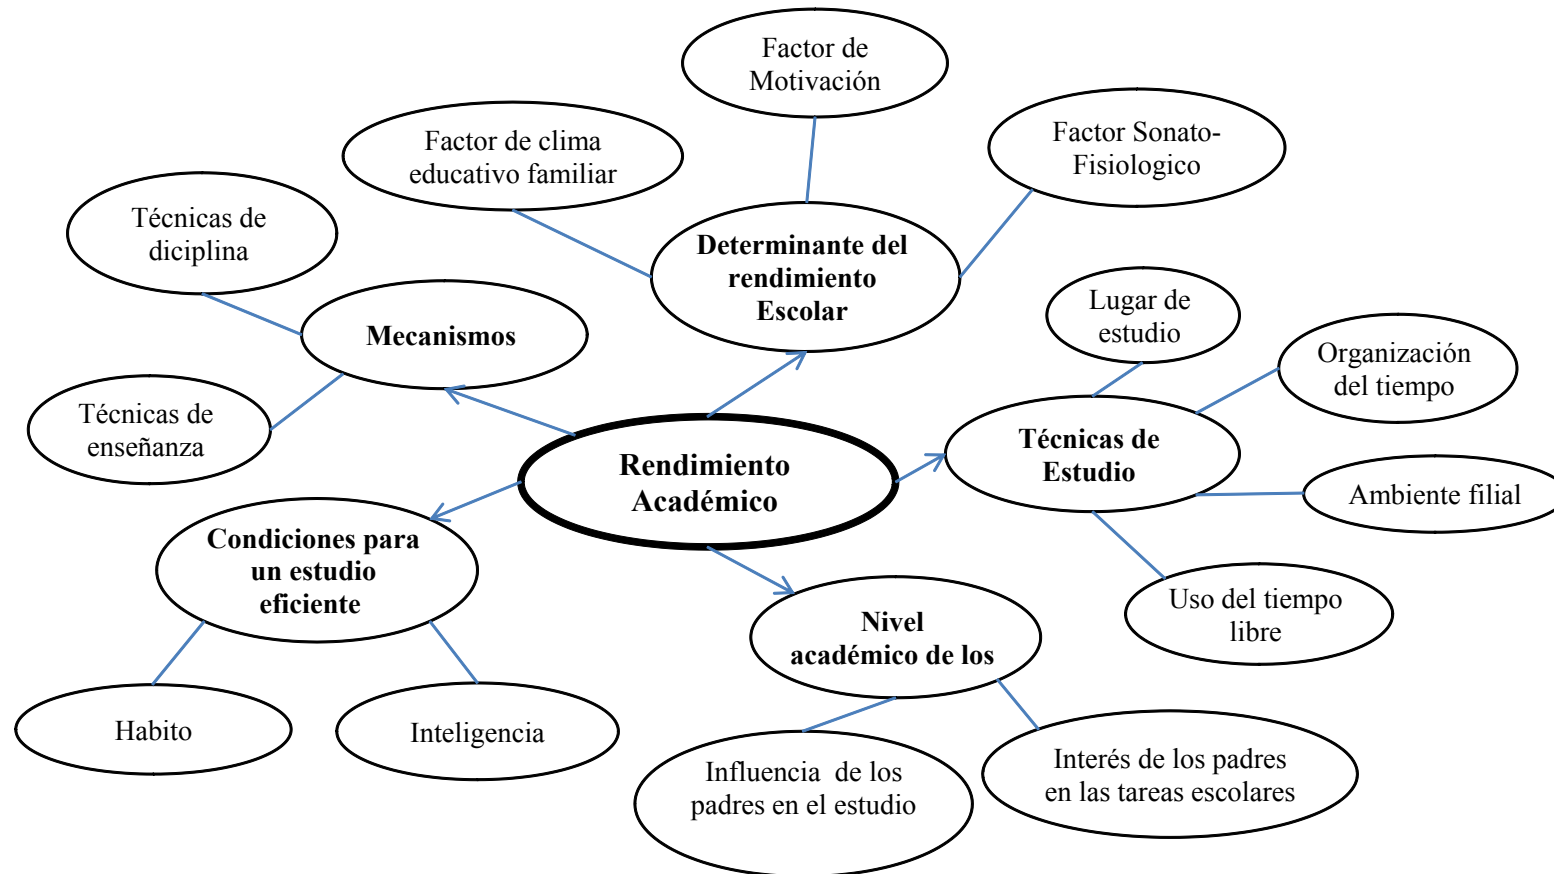 Factor de
Motivación
Factor de clima
educativo familiar
Factor Sonato-
Fisiologico
Técnicas de
diciplina
Determinante del
rendimiento
Escolar
Lugar de
estudio
Mecanismos
Organización
del tiempo
Técnicas de
enseñanza
Técnicas de
Estudio
Rendimiento
Académico
Ambiente filial
Condiciones para
un estudio
eficiente
Uso del tiempo
libre
Nivel
académico de los
Habito
Inteligencia
Influencia  de los
padres en el estudio
Interés de los padres
en las tareas escolares